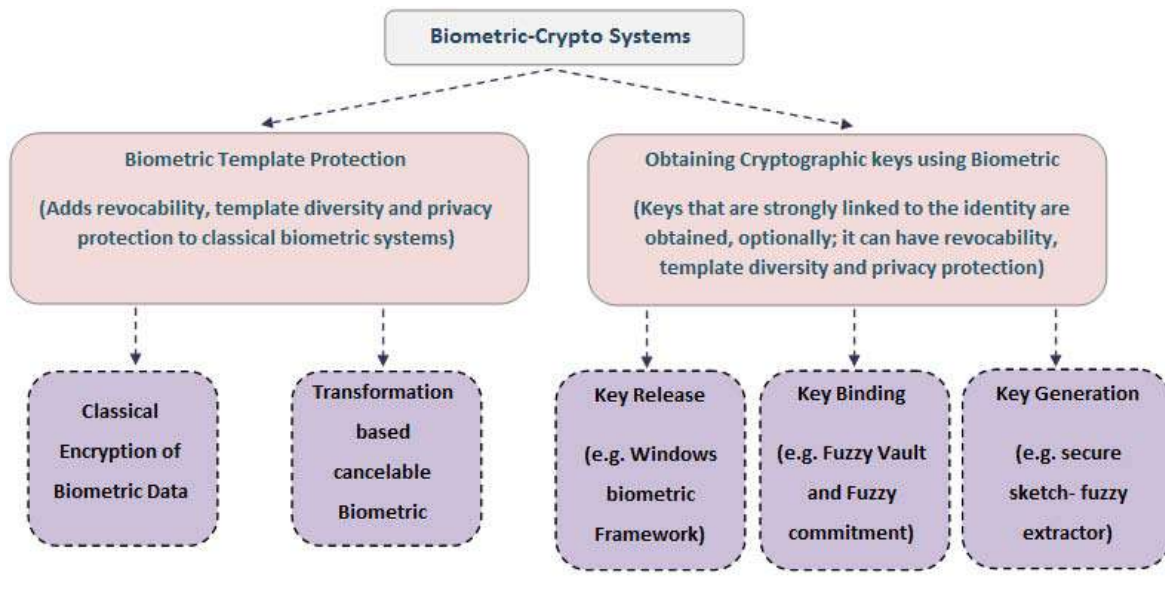 Biometric-Crypto Systems
Biometric Template Protection
(Adds revocability, template diversity and privacy
protection to classical biometric systems)
Obtaining Cryptographic keys using Biometric
(Keys that are strongly linked to the identity are
obtained, optionally; it can have revocability,
template diversity and privacy protection)
Classical
Encryption of
Biometric Data
Transformation
based
cancelable
Biometric
Key Release
(e.g. Windows
biometric
Framework)
Key Binding
(e.g. Fuzzy Vault
and Fuzzy
commitment)
Key Generation
(e.g. secure
sketch- fuzzy
extractor)